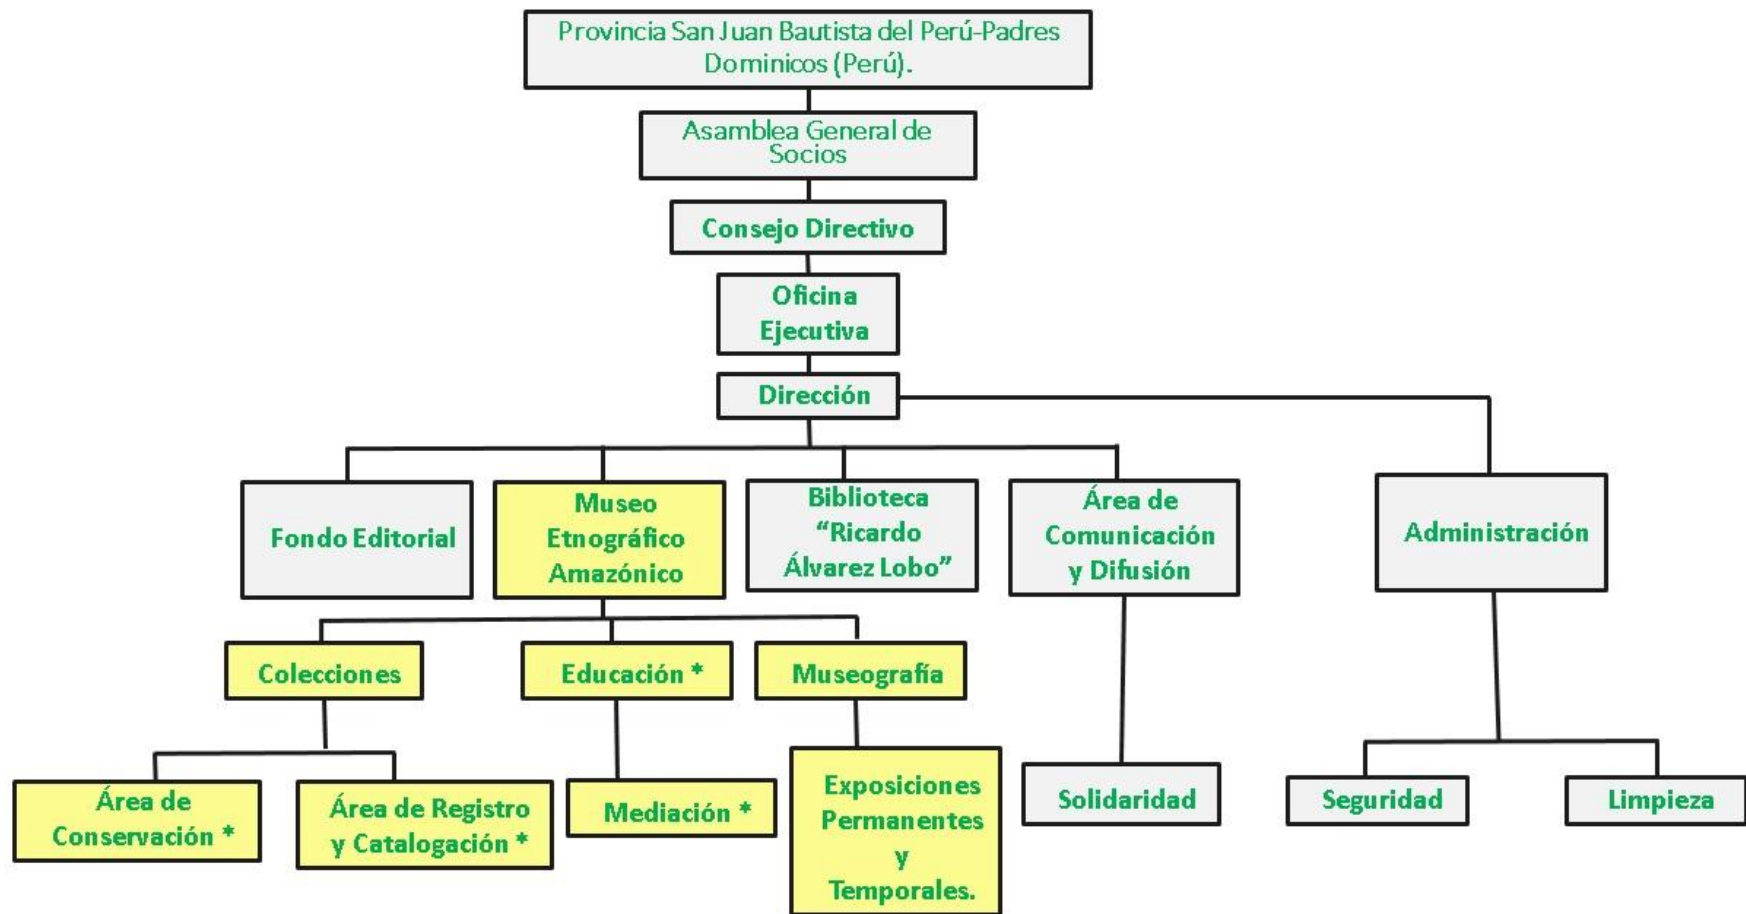 Provincia San Juan Bautista del Perú-Padres
Dominicos (Perú).
Asamblea General de
Socios
Consejo Directivo
Oficina
Ejecutiva
Dirección
Fondo Editorial
Museo
Etnográfico
Amazónico
Biblioteca
“Ricardo
Álvarez Lobo”
Área de
Comunicación
y Difusión
Administración
Colecciones
Educación *
Museografía
Área de
Conservación *
Área de Registro
y Catalogación *
Mediación *
Exposiciones
Permanentes
y
Temporales.
Solidaridad
Seguridad
Limpieza